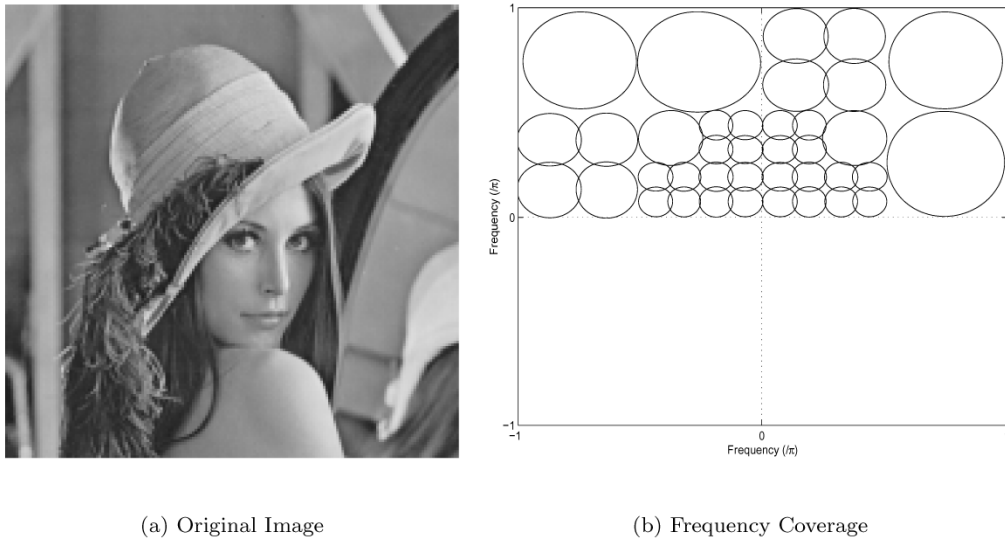 1
Frequency (/π)
0
−1
−1
0
Frequency (/π)
(a) Original Image
(b) Frequency Coverage